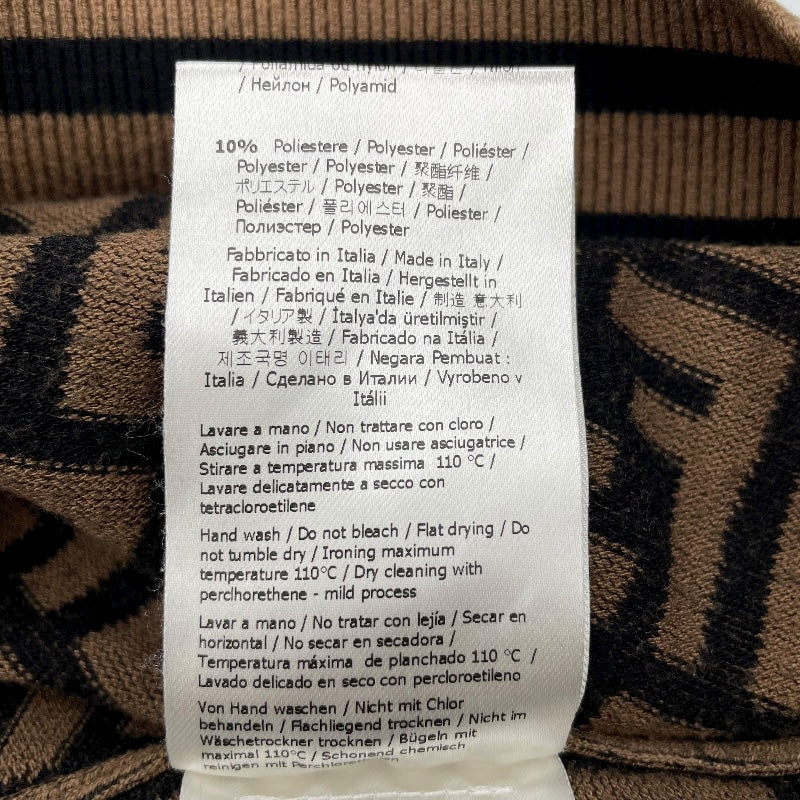 / Poliamida ou nylon /
/ Нейлон / Polyamid
10% Poliestere / Polyester / Poliéster /
Polyester / Polyester / 聚酯纤维 /
ポリエステル / Polyester / 聚酯 /
Poliéster / 폴리에스터 / Poliester /
Полиэстер / Polyester
Fabbricato in Italia / Made in Italy /
Fabricado en Italia / Hergestellt in
Italien / Fabriqué en Italie / 制造 意大利
/ イタリア製 / İtalya'da üretilmiştir /
義大利製造 / Fabricado na Itália /
제조국명 이태리 / Negara Pembuat :
Italia / Сделано в Италии / Vyrobeno v
Itálii
Lavare a mano / Non trattare con cloro /
Asciugare in piano / Non usare asciugatrice /
Stirare a temperatura massima 110 °C /
Lavare delicatamente a secco con
tetracloroetilene
Hand wash / Do not bleach / Flat drying / Do
not tumble dry / Ironing maximum
temperature 110°C / Dry cleaning with
perclhorethene - mild process
Lavar a mano / No tratar con lejía / Secar en
horizontal / No secar en secadora /
Temperatura máxima de planchado 110 °C /
Lavado delicado en seco con percloroetileno
Von Hand waschen / Nicht mit Chlor
behandeln / Flachliegend trocknen / Nicht im
Wäschetrockner trocknen / Bügeln mit
maximal 110°C / Schonend chemisch
reinigen mit